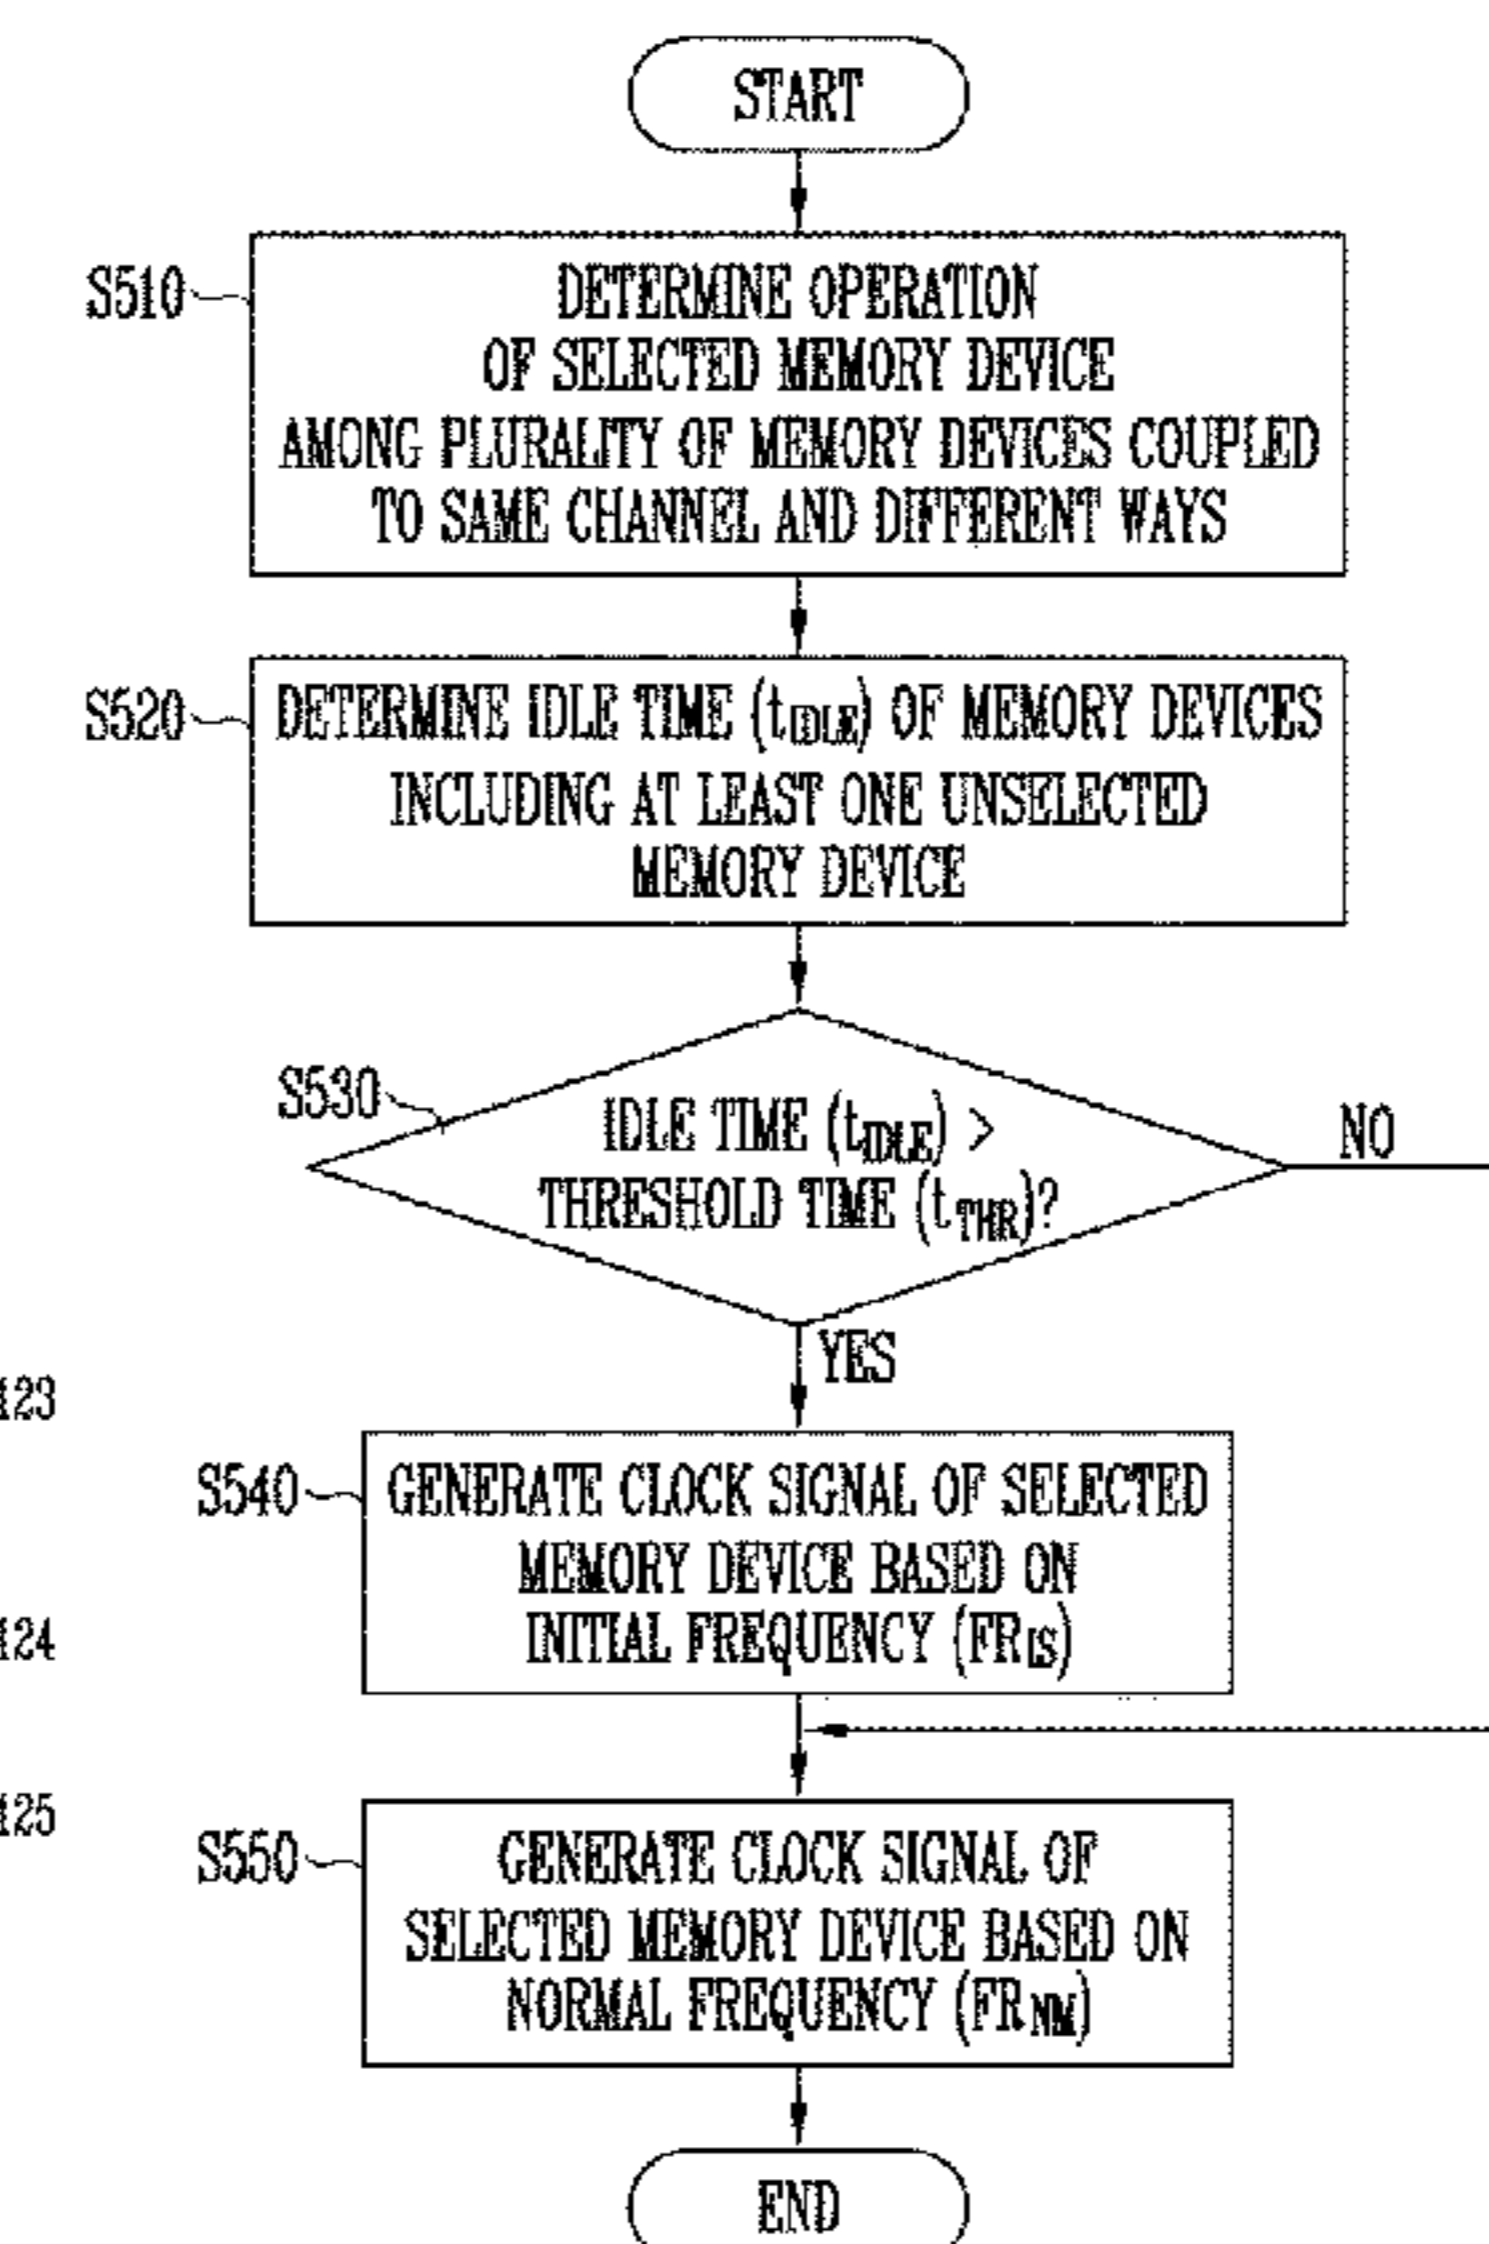 START
S510
DETERMINE OPERATION
OF SELECTED MEMORY DEVICE
AMONG PLURALITY OF MEMORY DEVICES COUPLED
TO SAME CHANNEL AND DIFFERENT WAYS
S520
DETERMINE IDLE TIME (tIDLE) OF MEMORY DEVICES
INCLUDING AT LEAST ONE UNSELECTED
MEMORY DEVICE
S530
IDLE TIME (tIDLE) >
THRESHOLD TIME (tTHR)?
NO
YES
123
S540
GENERATE CLOCK SIGNAL OF SELECTED
MEMORY DEVICE BASED ON
INITIAL FREQUENCY (FRIS)
124
125
S550
GENERATE CLOCK SIGNAL OF
SELECTED MEMORY DEVICE BASED ON
NORMAL FREQUENCY (FRNM)
END